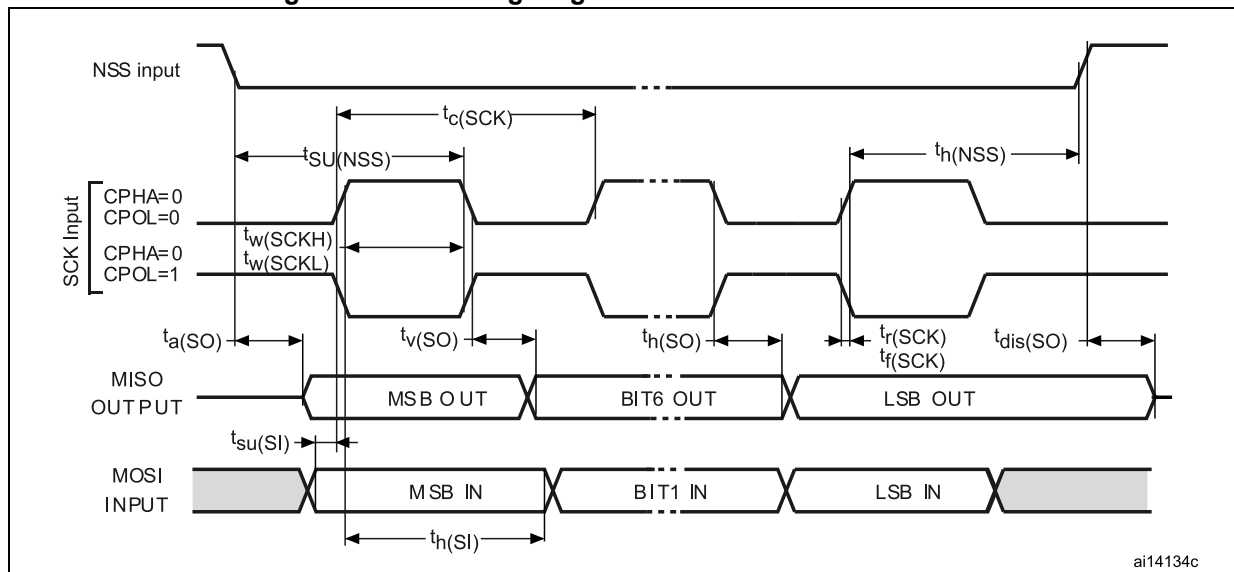 NSS input
tc(SCK)
tSU(NSS)
th(NSS)
SCK Input
CPHA=0
CPOL=0
CPHA=0
CPOL=1
tw(SCKH)
tw(SCKL)
ta(SO)
tv(SO)
th(SO)
tr(SCK)
tf(SCK)
tdis(SO)
MISO
OUTPUT
MSB OUT
BIT6 OUT
LSB OUT
tsu(SI)
MOSI
INPUT
MSB IN
BIT1 IN
LSB IN
th(SI)
ai14134c